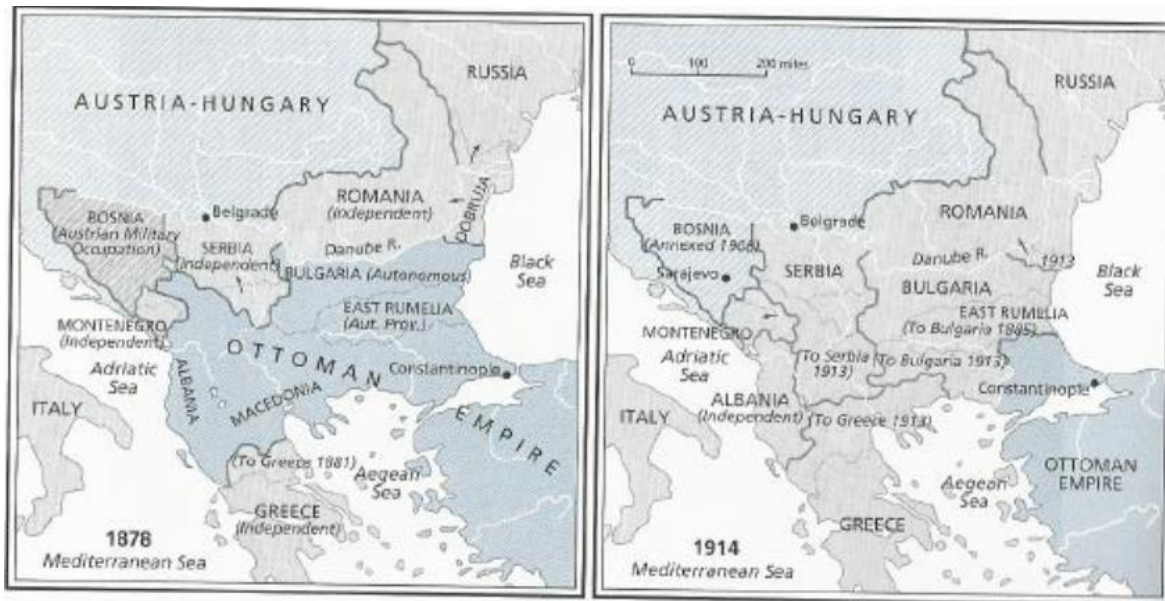 RUSSIA
AUSTRIA-HUNGARY
ROMANIA
(Independent)
DOBRUJA
BOSNIA
(Austrian Military
Occupation)
Belgrade
SERBIA
(Independent)
Danube R.
BULGARIA (Autonomous)
Black
Sea
EAST RUMELIA
(Aut. Prov.)
MONTENEGRO
(Independent)
Adriatic
Sea
ALBANIA
OTTOMAN
EMPIRE
Constantinople
MACEDONIA
ITALY
(To Greece 1881)
Aegean
Sea
GREECE
(Independent)
1878
Mediterranean Sea
0 100 200 miles
RUSSIA
AUSTRIA-HUNGARY
ROMANIA
BOSNIA
(Annexed 1908)
Belgrade
Sarajevo
SERBIA
Danube R.
1913
Black
Sea
BULGARIA
EAST RUMELIA
(To Bulgaria 1885)
MONTENEGRO
Adriatic
Sea
(To Serbia
1913)
(To Bulgaria 1913)
Constantinople
ALBANIA
(Independent)
(To Greece 1913)
ITALY
Aegean
Sea
OTTOMAN
EMPIRE
GREECE
1914
Mediterranean Sea